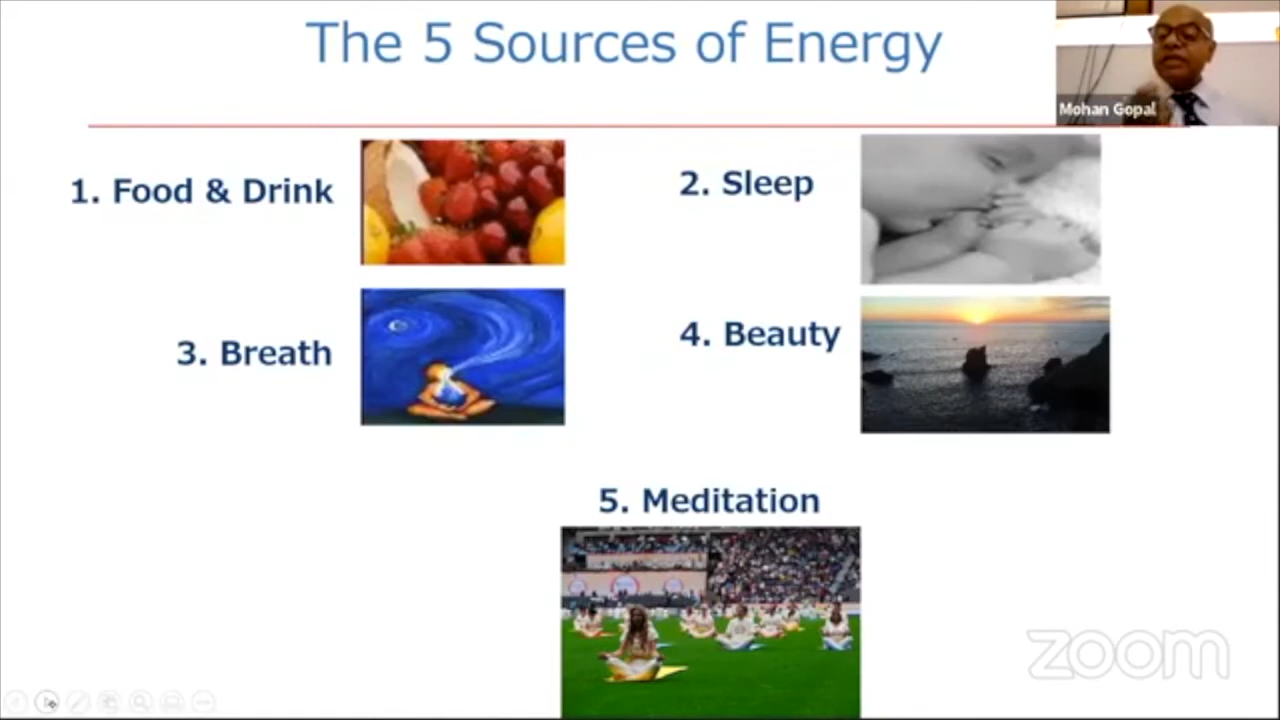 The 5 Sources of Energy
Mohan Gopal
1. Food & Drink
2. Sleep
3. Breath
4. Beauty
5. Meditation
zoom